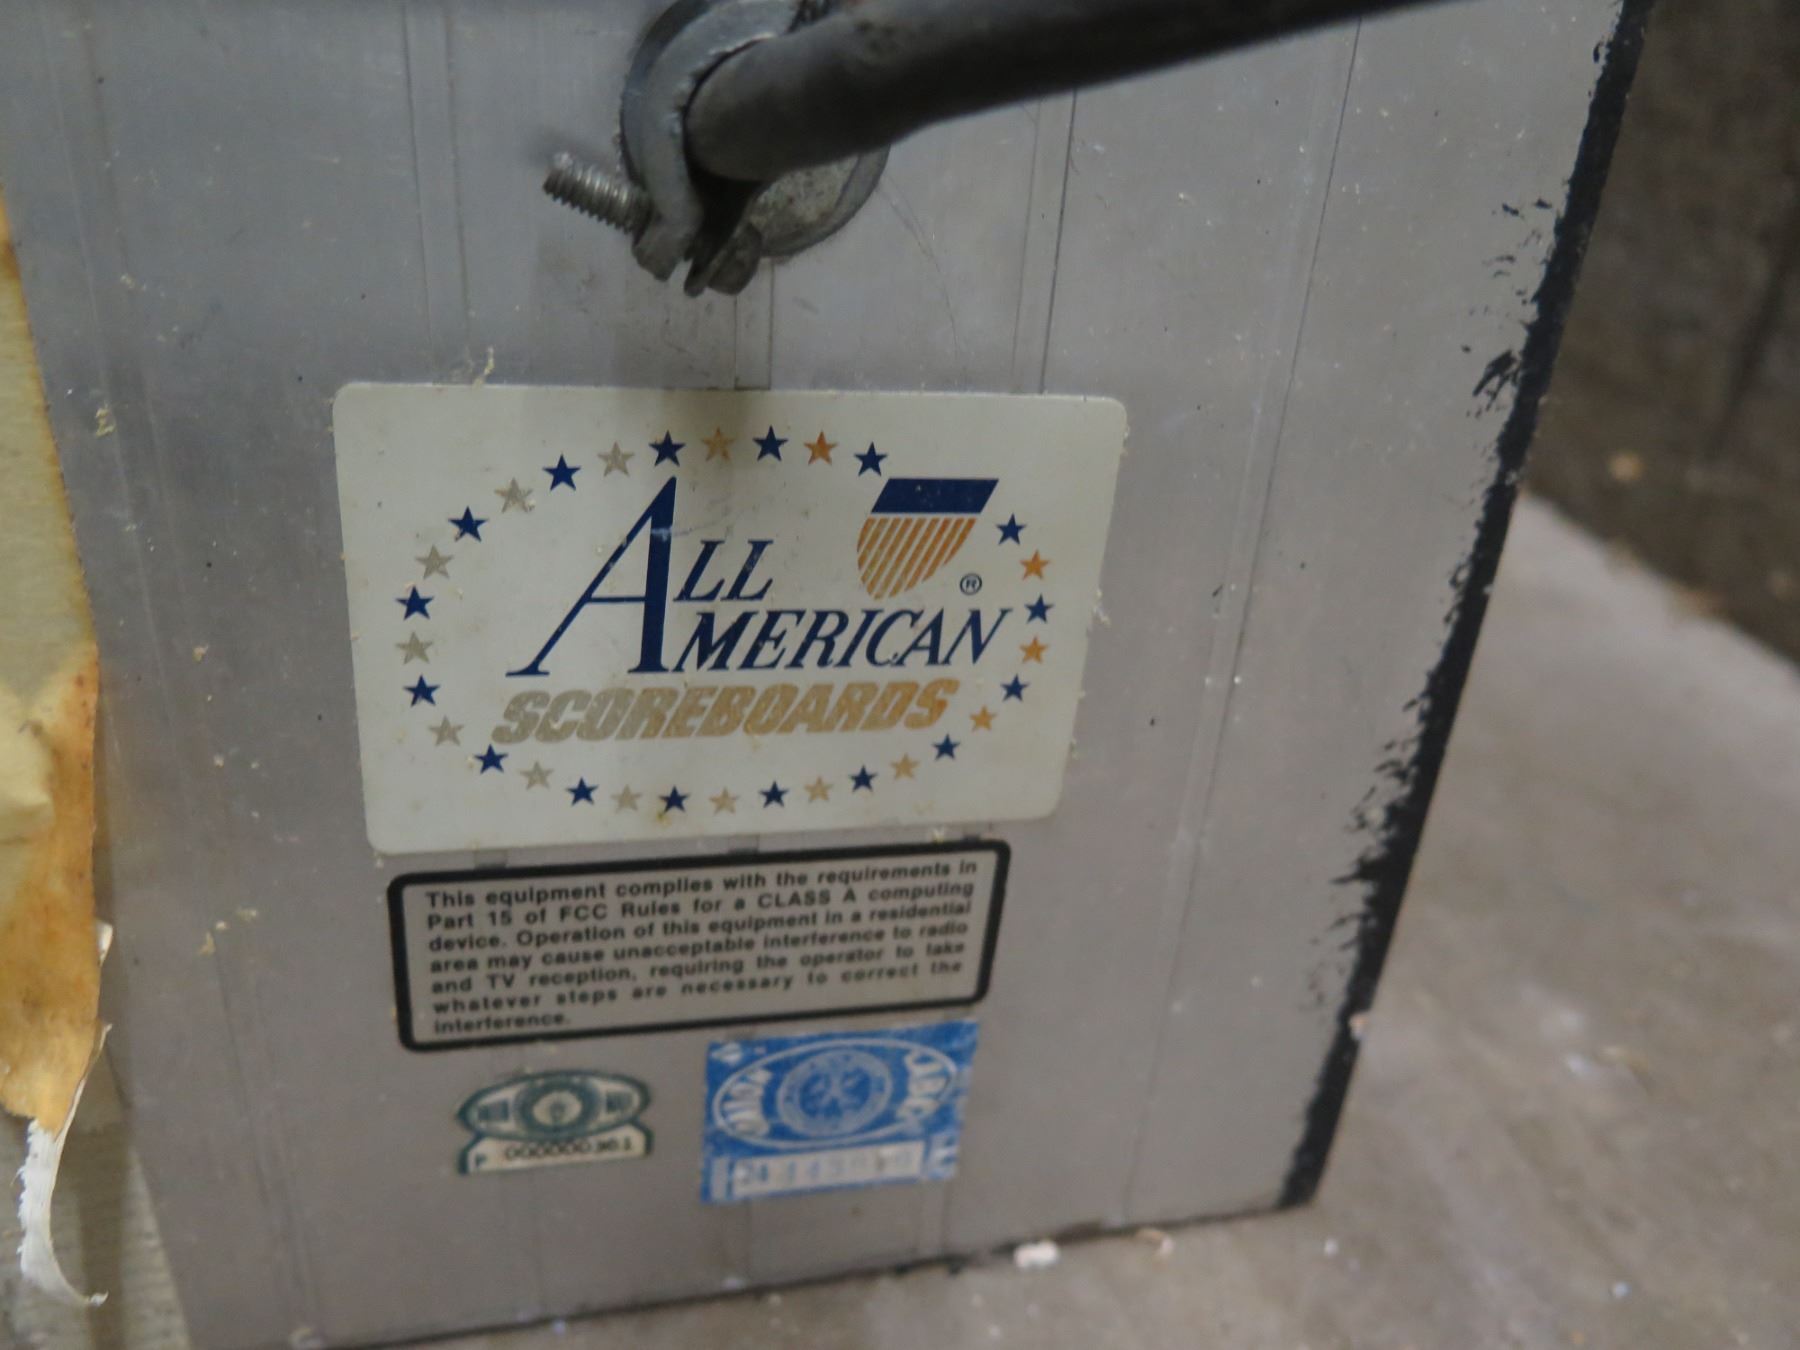 ALL
AMERICAN
®
SCOREBOARDS
This equipment complies with the requirements in
Part 15 of FCC Rules for a CLASS A computing
device. Operation of this equipment in a residential
area may cause unacceptable interference to radio
and TV reception, requiring the operator to take
whatever steps are necessary to correct the
interference.